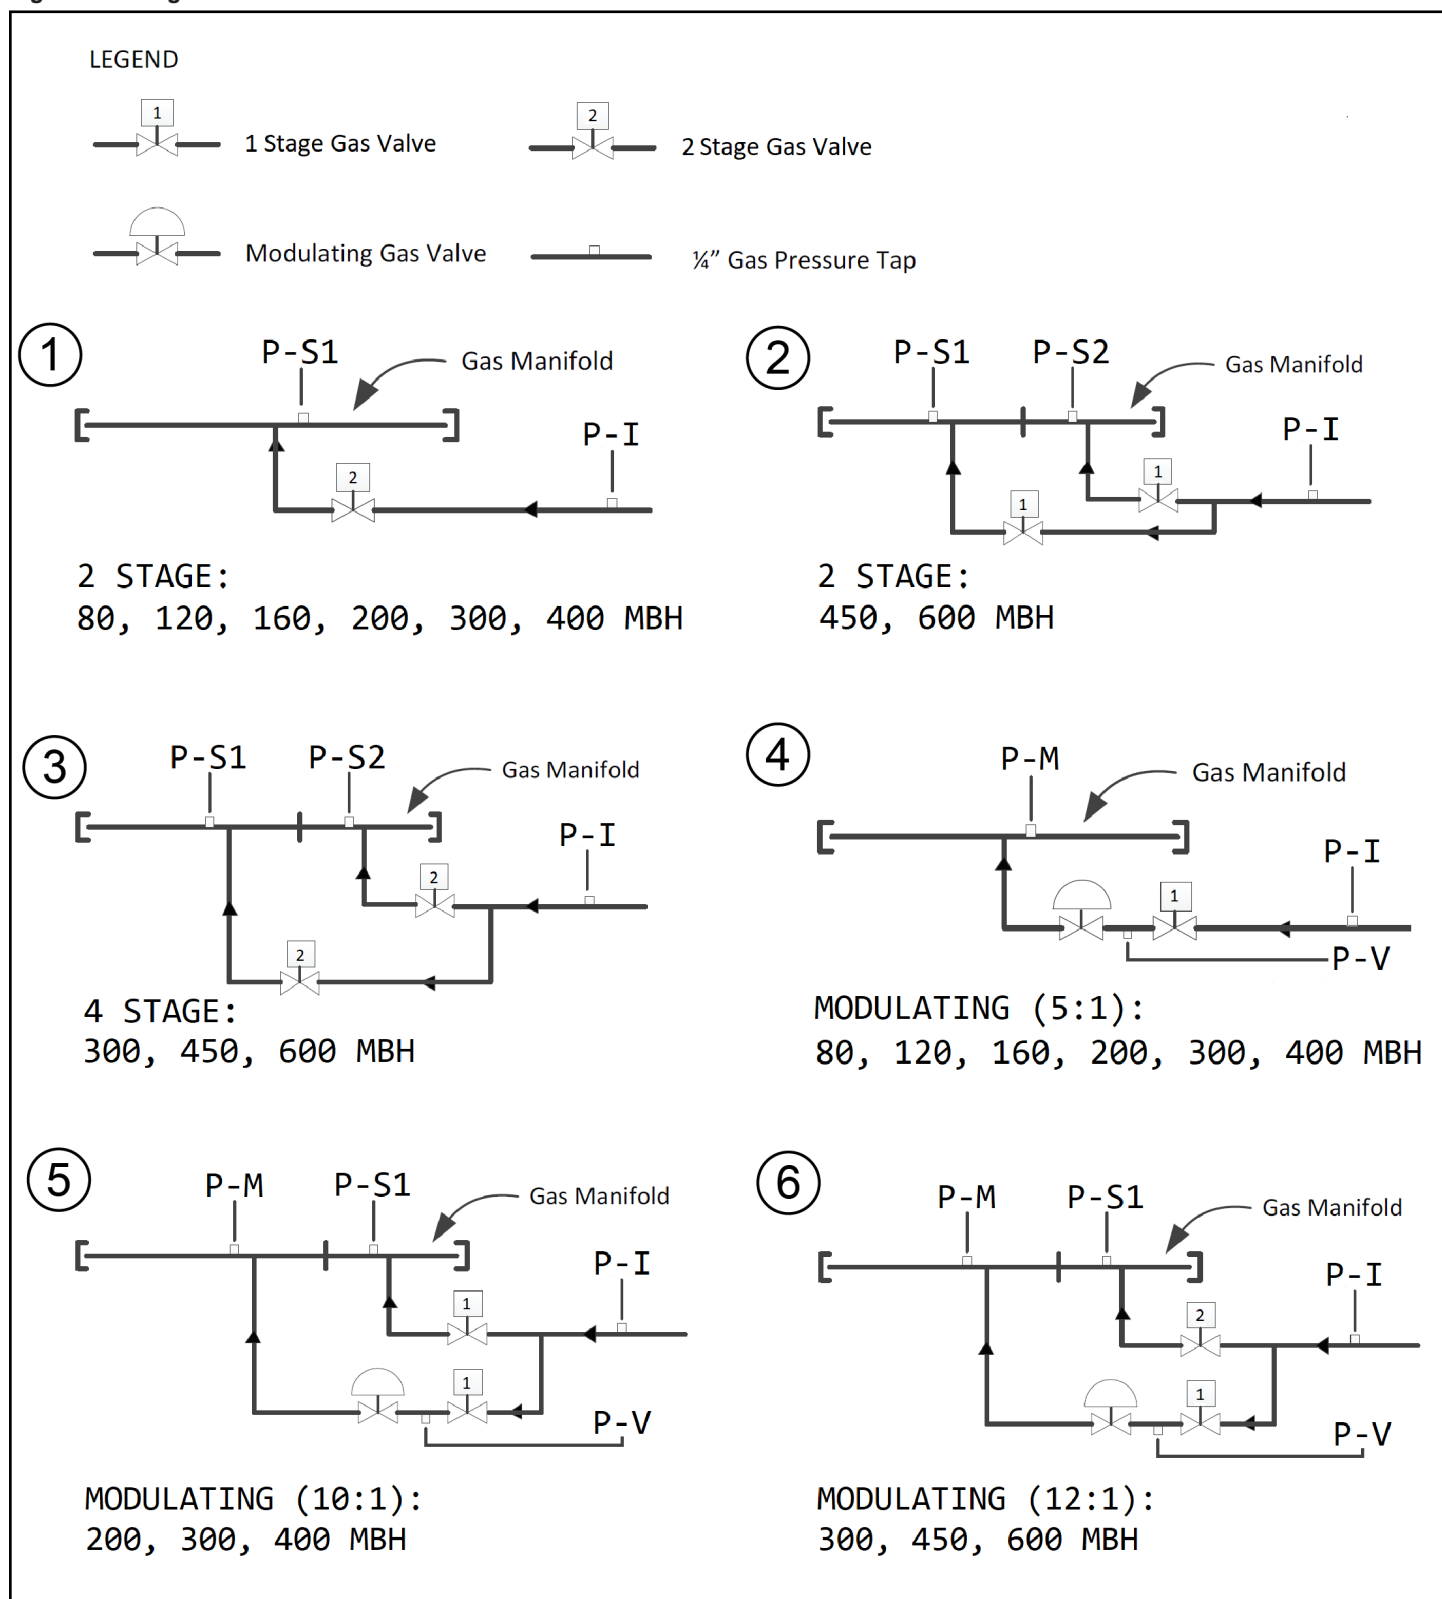 LEGEND
1
1 Stage Gas Valve
2
2 Stage Gas Valve
Modulating Gas Valve
¼” Gas Pressure Tap
1
P-S1
Gas Manifold
P-I
2
2 STAGE:
80, 120, 160, 200, 300, 400 MBH
2
P-S1
P-S2
Gas Manifold
P-I
1
1
2 STAGE:
450, 600 MBH
3
P-S1
P-S2
Gas Manifold
P-I
2
2
4 STAGE:
300, 450, 600 MBH
4
P-M
Gas Manifold
P-I
1
P-V
MODULATING (5:1):
80, 120, 160, 200, 300, 400 MBH
5
P-M
P-S1
Gas Manifold
P-I
1
1
P-V
MODULATING (10:1):
200, 300, 400 MBH
6
P-M
P-S1
Gas Manifold
P-I
2
1
P-V
MODULATING (12:1):
300, 450, 600 MBH